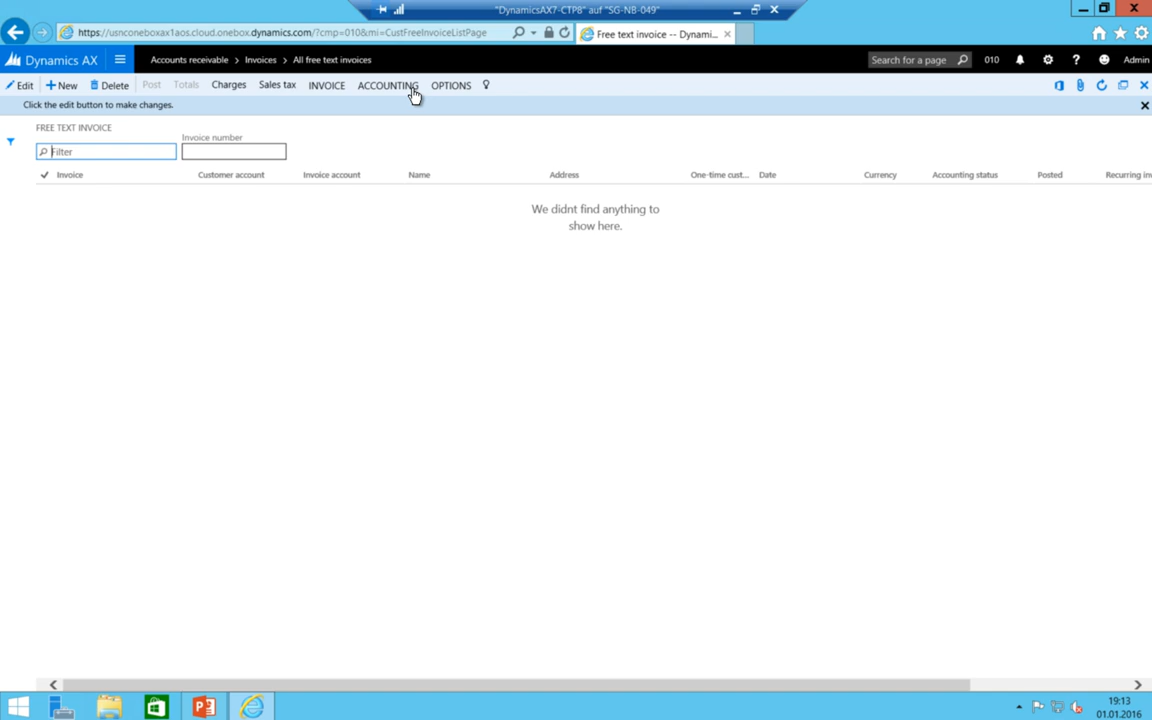 "DynamicsAX7-CTP8" auf "SG-NB-049"
https://usnconeboxax1aos.cloud.onebox.dynamics.com/?cmp=010&mi=CustFreeInvoiceListPage
Free text invoice -- Dynami...
Dynamics AX
Accounts receivable > Invoices > All free text invoices
Search for a page
010
Admin
Edit
New
Delete
Post
Totals
Charges
Sales tax
INVOICE
ACCOUNTING
OPTIONS
Click the edit button to make changes.
FREE TEXT INVOICE
Invoice number
Filter
Invoice
Customer account
Invoice account
Name
Address
One-time cust...
Date
Currency
Accounting status
Posted
Recurring in
We didnt find anything to
show here.
19:13
01.01.2016